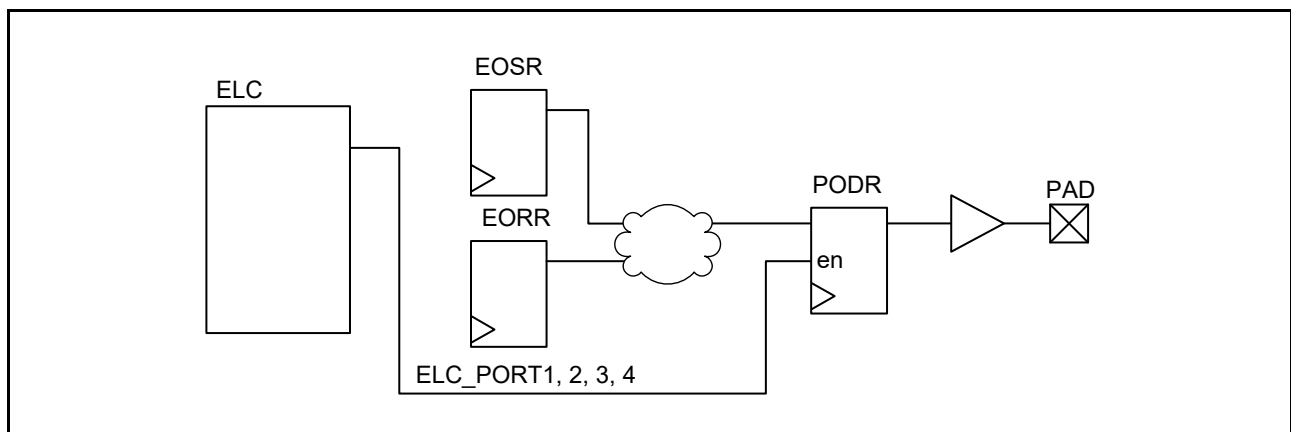 ELC
EOSR
EORR
PODR
en
PAD
ELC_PORT1, 2, 3, 4